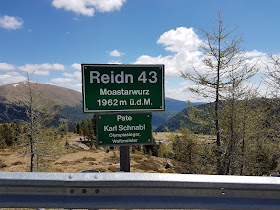 Reidn 43
Moastarwurz
1962 m ü.d.M.
Pate
Karl Schnabl
Olympiasieger,
Weltmeister